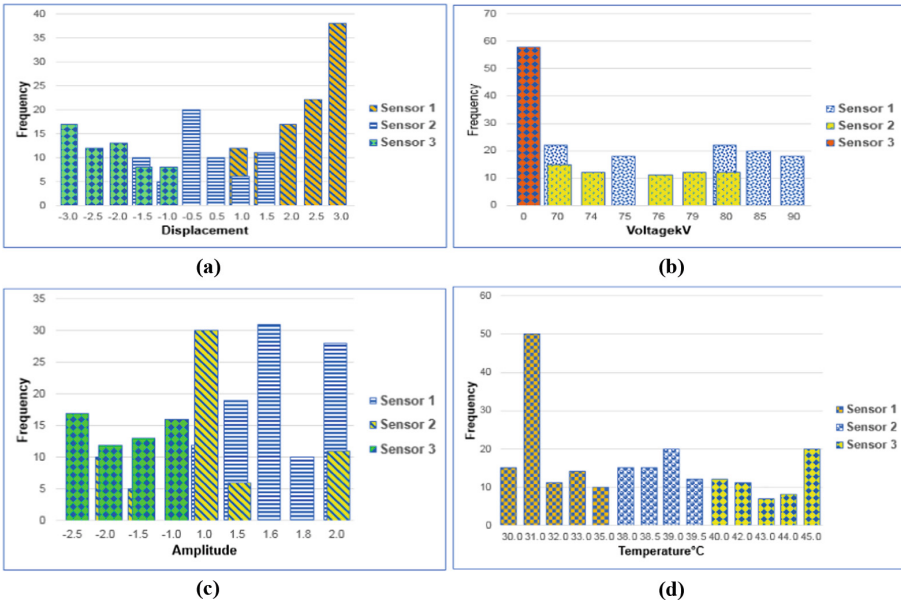 40
35
30
25
20
15
10
5
0
Frequency
-3.0 -2.5 -2.0 -1.5 -1.0 -0.5 0.5 1.0 1.5 2.0 2.5 3.0
Displacement
Sensor 1
Sensor 2
Sensor 3
(a)
70
60
50
40
30
20
10
0
Frequency
0 70 74 75 76 79 80 85 90
VoltagekV
Sensor 1
Sensor 2
Sensor 3
(b)
35
30
25
20
15
10
5
0
Frequency
-2.5 -2.0 -1.5 -1.0 1.0 1.5 1.6 1.8 2.0
Amplitude
Sensor 1
Sensor 2
Sensor 3
(c)
60
50
40
30
20
10
0
Frequency
30.0 31.0 32.0 33.0 35.0 38.0 38.5 39.0 39.5 40.0 42.0 43.0 44.0 45.0
Temperature°C
Sensor 1
Sensor 2
Sensor 3
(d)